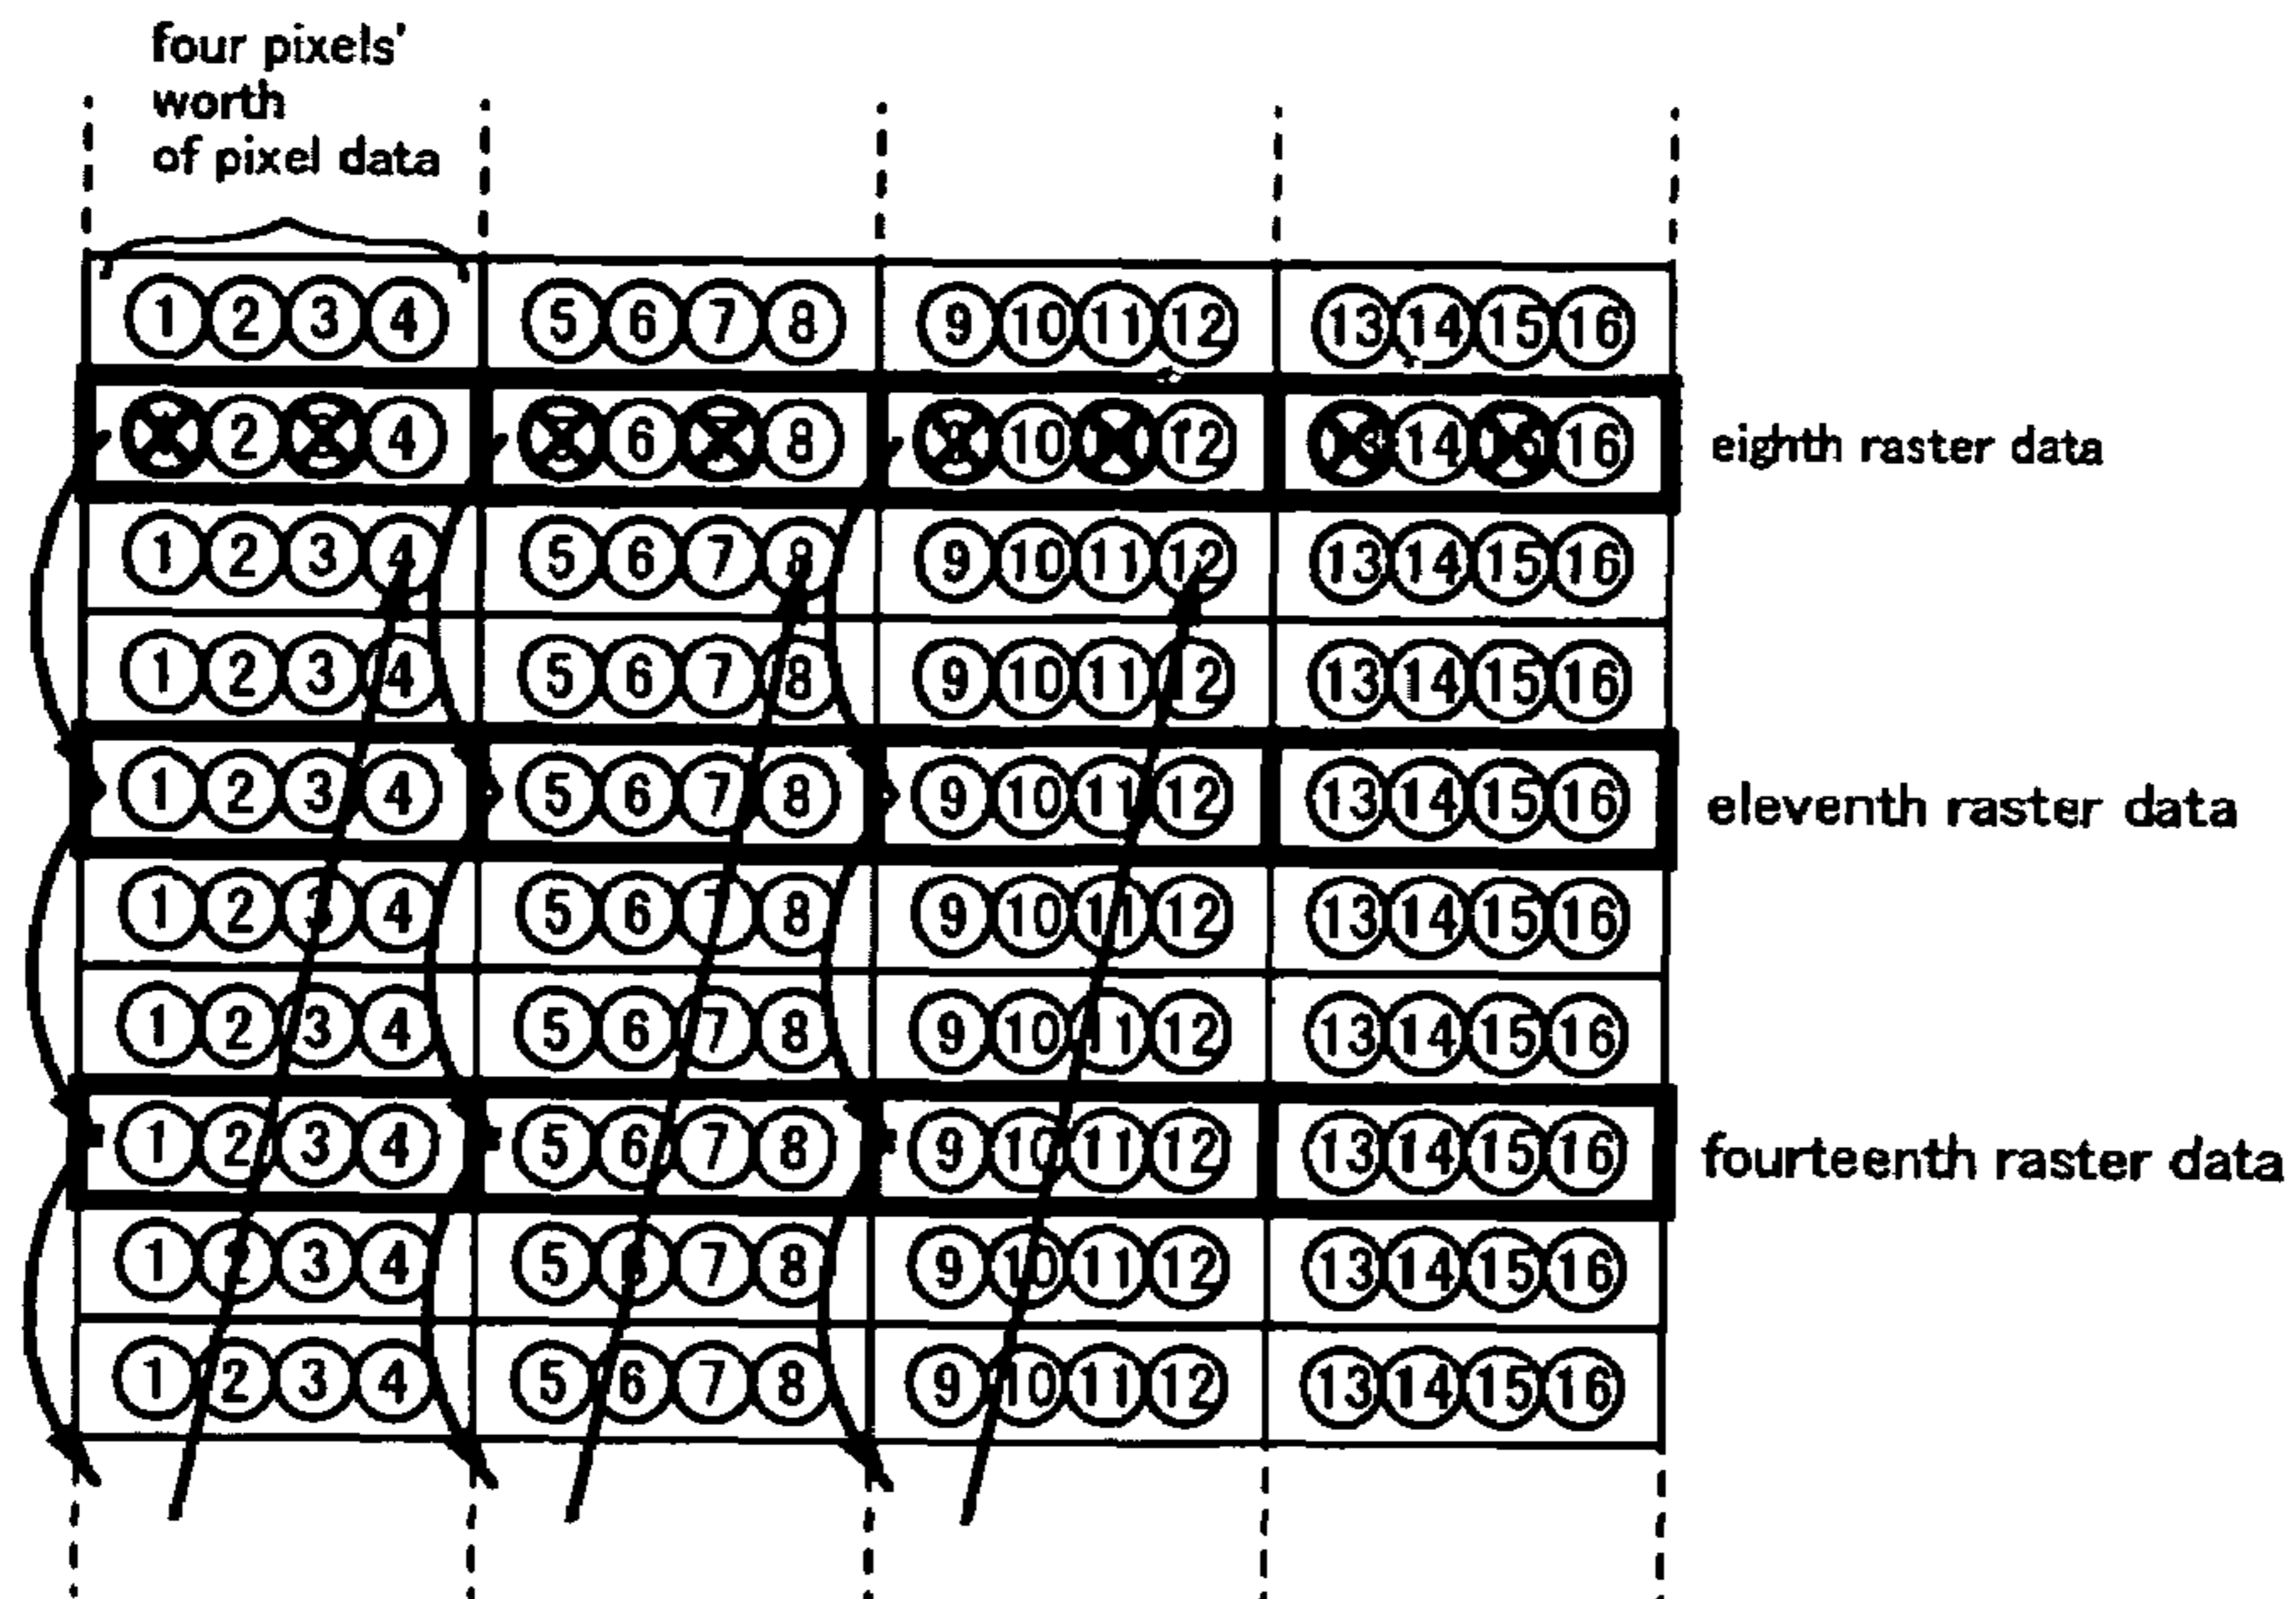 four pixels'
worth
of pixel data
① ② ③ ④ ⑤ ⑥ ⑦ ⑧ ⑨ ⑩ ⑪ ⑫ ⑬ ⑭ ⑮ ⑯
② ④ ⑥ ⑧ ⑩ ⑫ ⑭ ⑯ eighth raster data
① ② ③ ④ ⑤ ⑥ ⑦ ⑧ ⑨ ⑩ ⑪ ⑫ ⑬ ⑭ ⑮ ⑯
① ② ③ ④ ⑤ ⑥ ⑦ ⑧ ⑨ ⑩ ⑪ ⑫ ⑬ ⑭ ⑮ ⑯
① ② ③ ④ ⑤ ⑥ ⑦ ⑧ ⑨ ⑩ ⑪ ⑫ ⑬ ⑭ ⑮ ⑯ eleventh raster data
① ② ③ ④ ⑤ ⑥ ⑦ ⑧ ⑨ ⑩ ⑪ ⑫ ⑬ ⑭ ⑮ ⑯
① ② ③ ④ ⑤ ⑥ ⑦ ⑧ ⑨ ⑩ ⑪ ⑫ ⑬ ⑭ ⑮ ⑯
① ② ③ ④ ⑤ ⑥ ⑦ ⑧ ⑨ ⑩ ⑪ ⑫ ⑬ ⑭ ⑮ ⑯ fourteenth raster data
① ② ③ ④ ⑤ ⑥ ⑦ ⑧ ⑨ ⑩ ⑪ ⑫ ⑬ ⑭ ⑮ ⑯
① ② ③ ④ ⑤ ⑥ ⑦ ⑧ ⑨ ⑩ ⑪ ⑫ ⑬ ⑭ ⑮ ⑯